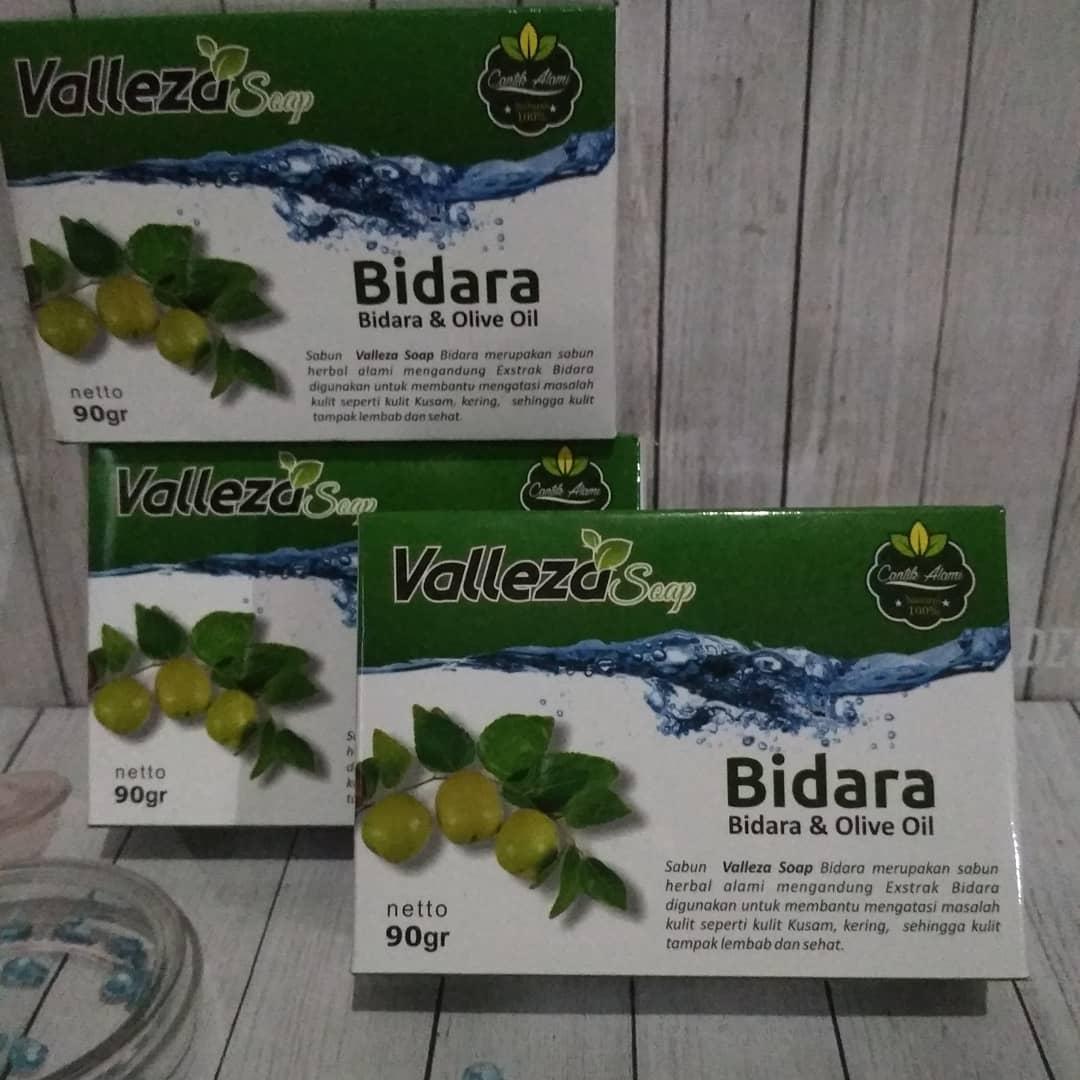 Valleza Soap
Cantik Alami
Natural
100%
Bidara
Bidara & Olive Oil
Sabun Valleza Soap Bidara merupakan sabun
herbal alami mengandung Exstrak Bidara
digunakan untuk membantu mengatasi masalah
kulit seperti kulit Kusam, kering, sehingga kulit
tampak lembab dan sehat.
netto
90gr
Valleza Soap
Cantik Alami
netto
90gr
Valleza Soap
Cantik Alami
Natural
100%
Bidara
Bidara & Olive Oil
Sabun Valleza Soap Bidara merupakan sabun
herbal alami mengandung Exstrak Bidara
digunakan untuk membantu mengatasi masalah
kulit seperti kulit Kusam, kering, sehingga kulit
tampak lembab dan sehat.
netto
90gr